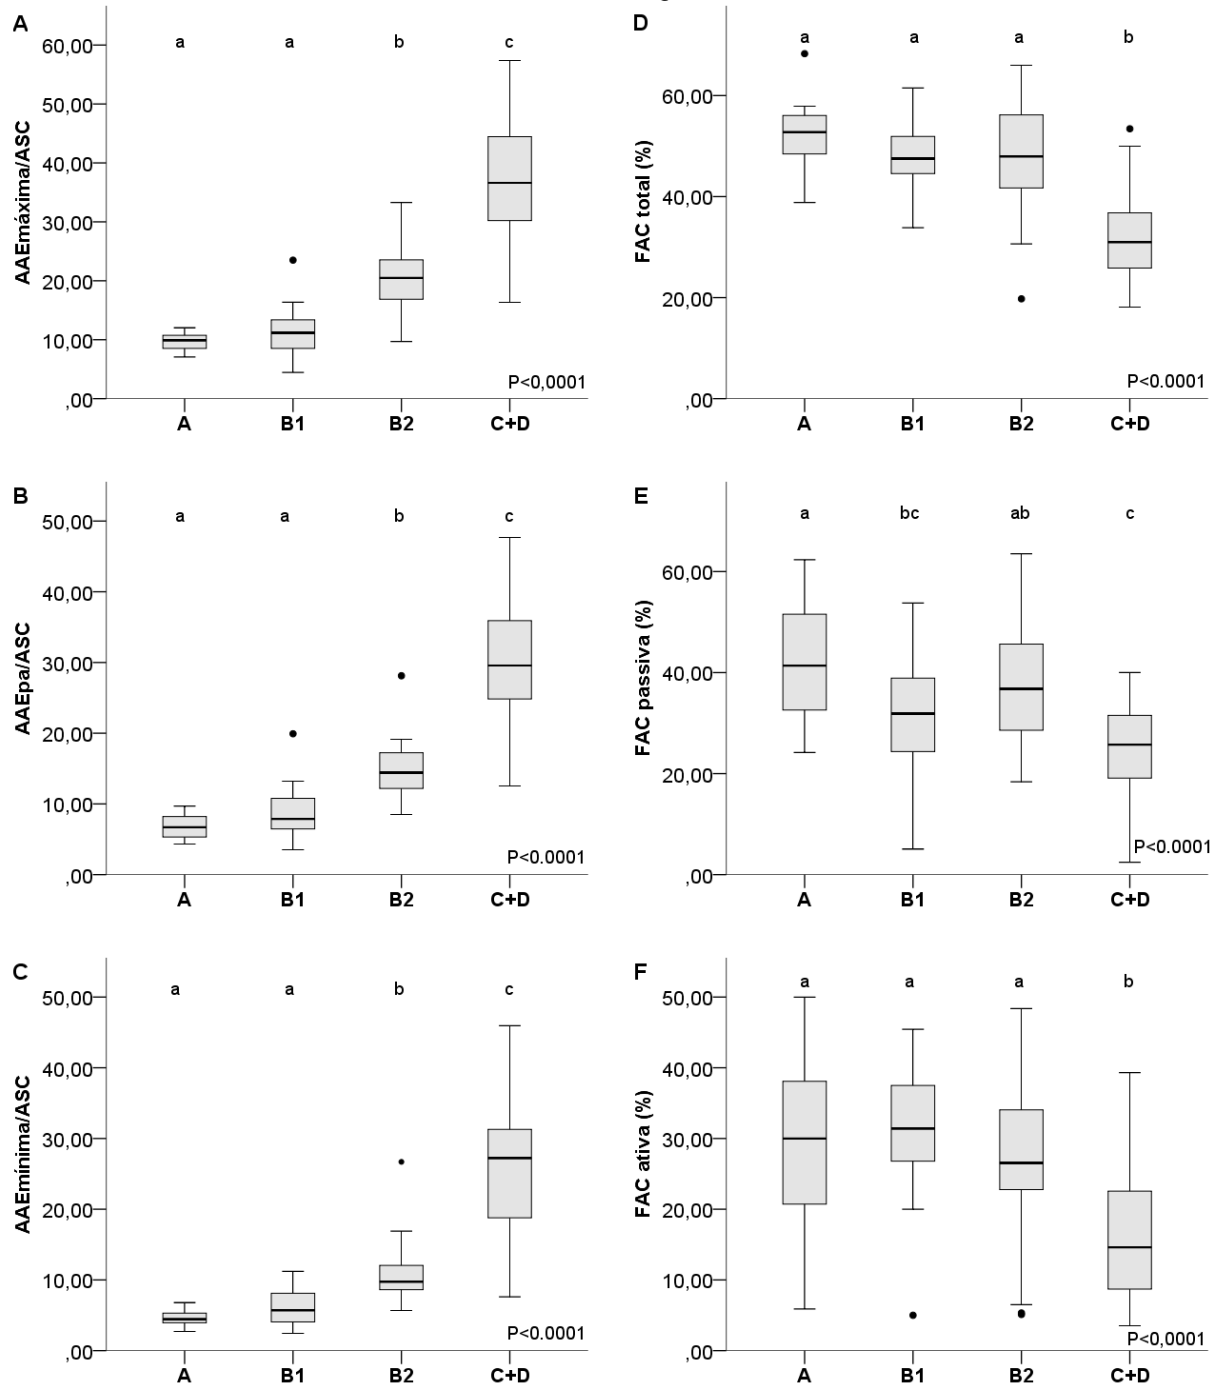 A
a a b c
60,00
50,00
40,00
30,00
20,00
10,00
,00
AAEmáxima/ASC
P<0,0001
A B1 B2 C+D
D
a a a b
60,00
40,00
20,00
,00
FAC total (%)
P<0.0001
A B1 B2 C+D
B
a a b c
50,00
40,00
30,00
20,00
10,00
,00
AAEpa/ASC
P<0.0001
A B1 B2 C+D
E
a bc ab c
60,00
40,00
20,00
,00
FAC passiva (%)
P<0.0001
A B1 B2 C+D
C
a a b c
50,00
40,00
30,00
20,00
10,00
,00
AAEmínima/ASC
P<0.0001
A B1 B2 C+D
F
a a a b
50,00
40,00
30,00
20,00
10,00
,00
FAC ativa (%)
P<0,0001
A B1 B2 C+D